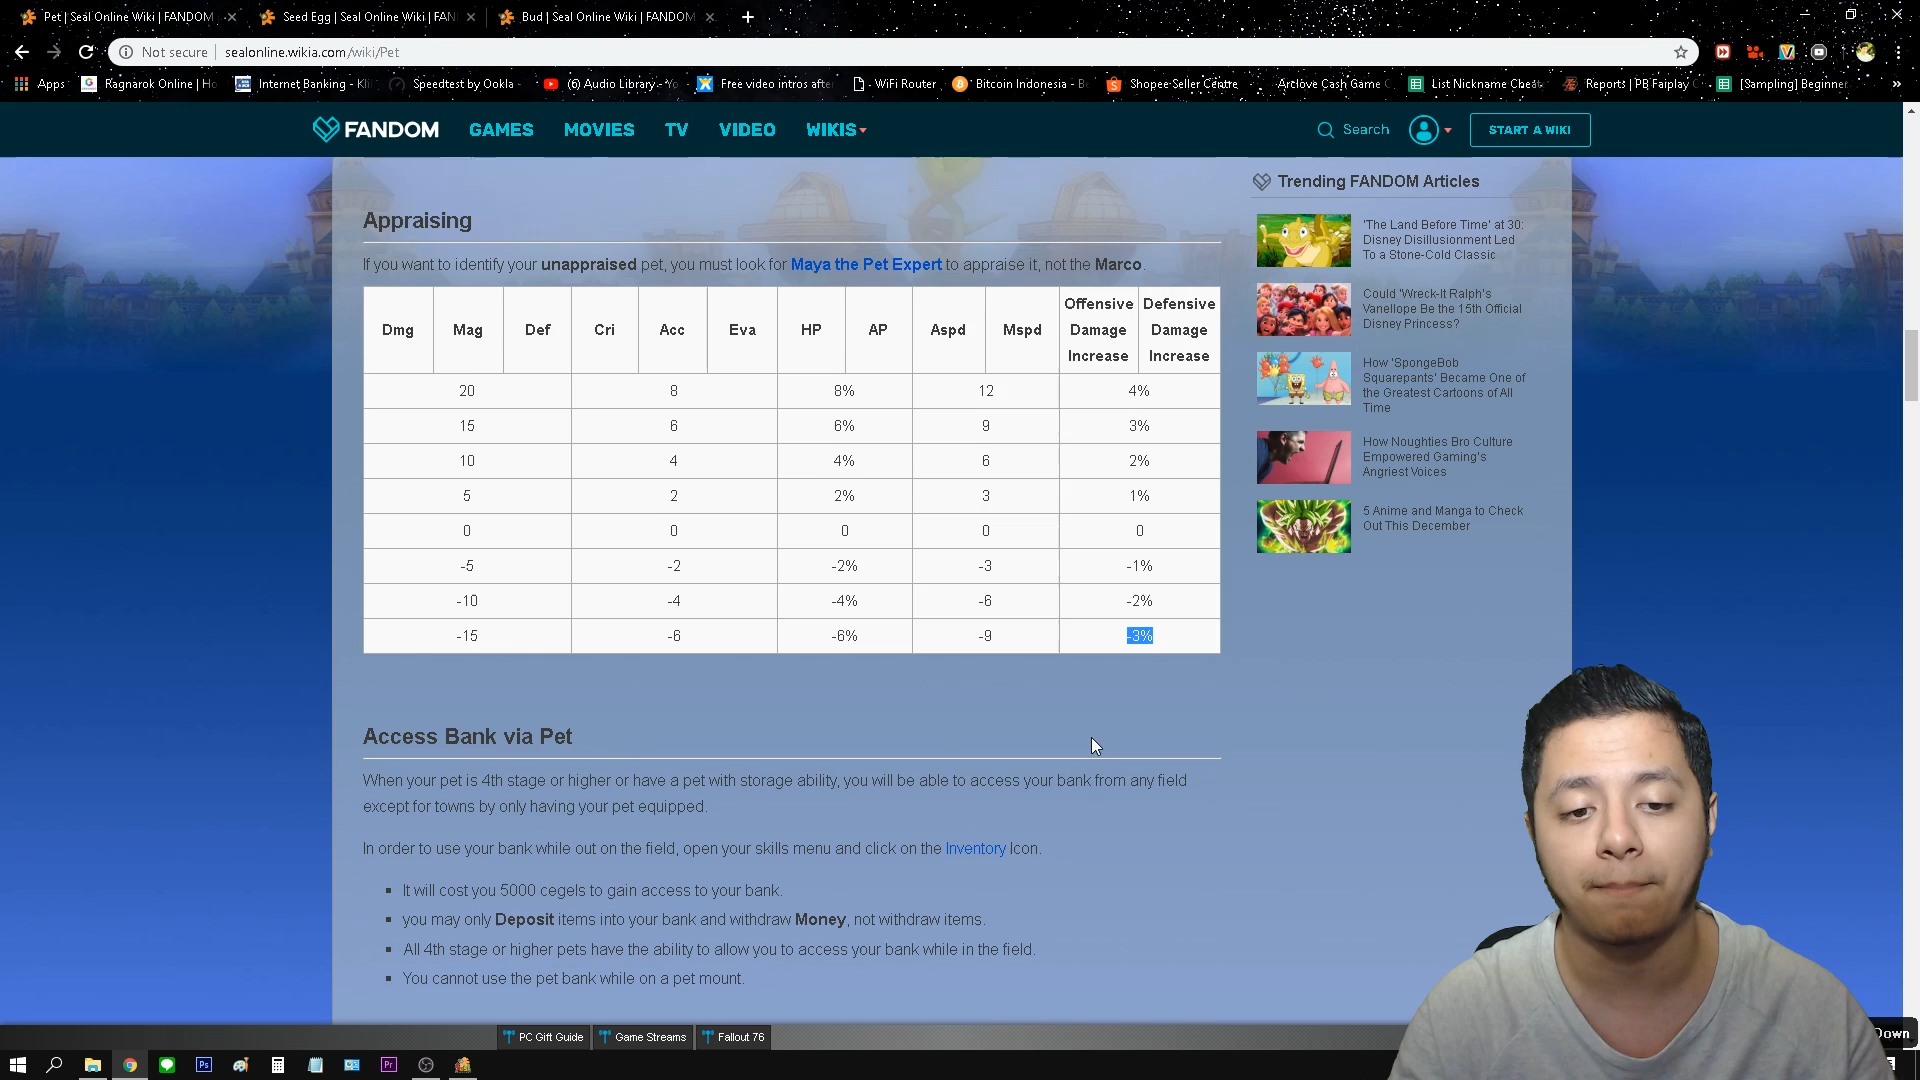 Pet | Seal Online Wiki | FANDOM
Seed Egg | Seal Online Wiki | FAN
Bud | Seal Online Wiki | FANDOM
Not secure | sealonline.wikia.com/wiki/Pet
Apps
Ragnarok Online | Ho
Internet Banking - Kli
Speedtest by Ookla -
(6) Audio Library - Yo
Free video intros afte
WiFi Router
Bitcoin Indonesia - B
Shopee Seller Centre
Arclove Cash Game C
List Nickname Cheat
Reports | PB Fairplay C
[Sampling] Beginner
»
FANDOM GAMES MOVIES TV VIDEO WIKIS Search START A WIKI
Appraising
If you want to identify your unappraised pet, you must look for Maya the Pet Expert to appraise it, not the Marco.
Dmg Mag Def Cri Acc Eva HP AP Aspd Mspd Offensive Damage Increase Defensive Damage Increase
20 8 8% 12 4%
15 6 6% 9 3%
10 4 4% 6 2%
5 2 2% 3 1%
0 0 0 0 0
-5 -2 -2% -3 -1%
-10 -4 -4% -6 -2%
-15 -6 -6% -9 -3%
Access Bank via Pet
When your pet is 4th stage or higher or have a pet with storage ability, you will be able to access your bank from any field
except for towns by only having your pet equipped.
In order to use your bank while out on the field, open your skills menu and click on the Inventory Icon.
It will cost you 5000 cegels to gain access to your bank.
you may only Deposit items into your bank and withdraw Money, not withdraw items.
All 4th stage or higher pets have the ability to allow you to access your bank while in the field.
You cannot use the pet bank while on a pet mount.
Trending FANDOM Articles
'The Land Before Time' at 30:
Disney Disillusionment Led
To a Stone-Cold Classic
Could 'Wreck-It Ralph's
Vanellope Be the 15th Official
Disney Princess?
How 'SpongeBob
Squarepants' Became One of
the Greatest Cartoons of All
Time
How Noughties Bro Culture
Empowered Gaming's
Angriest Voices
5 Anime and Manga to Check
Out This December
PC Gift Guide
Game Streams
Fallout 76
Down
Ps
Pr